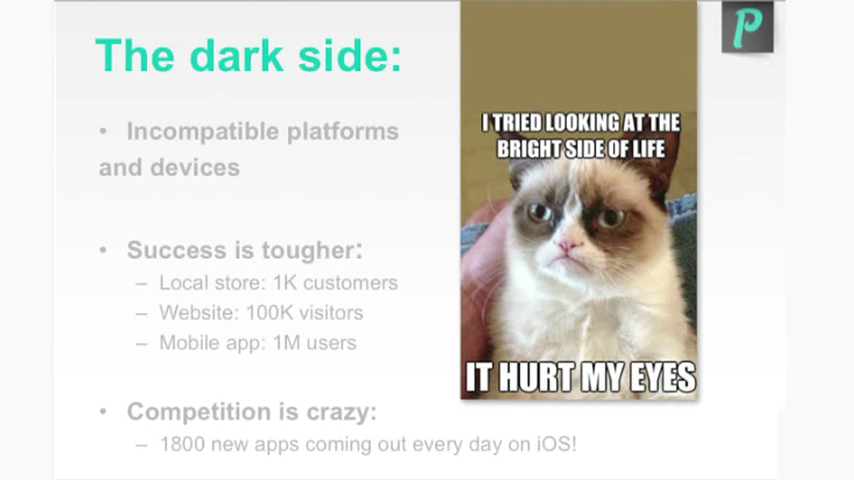 The dark side:
• Incompatible platforms
and devices
• Success is tougher:
– Local store: 1K customers
– Website: 100K visitors
– Mobile app: 1M users
• Competition is crazy:
– 1800 new apps coming out every day on iOS!
I TRIED LOOKING AT THE
BRIGHT SIDE OF LIFE
IT HURT MY EYES
P